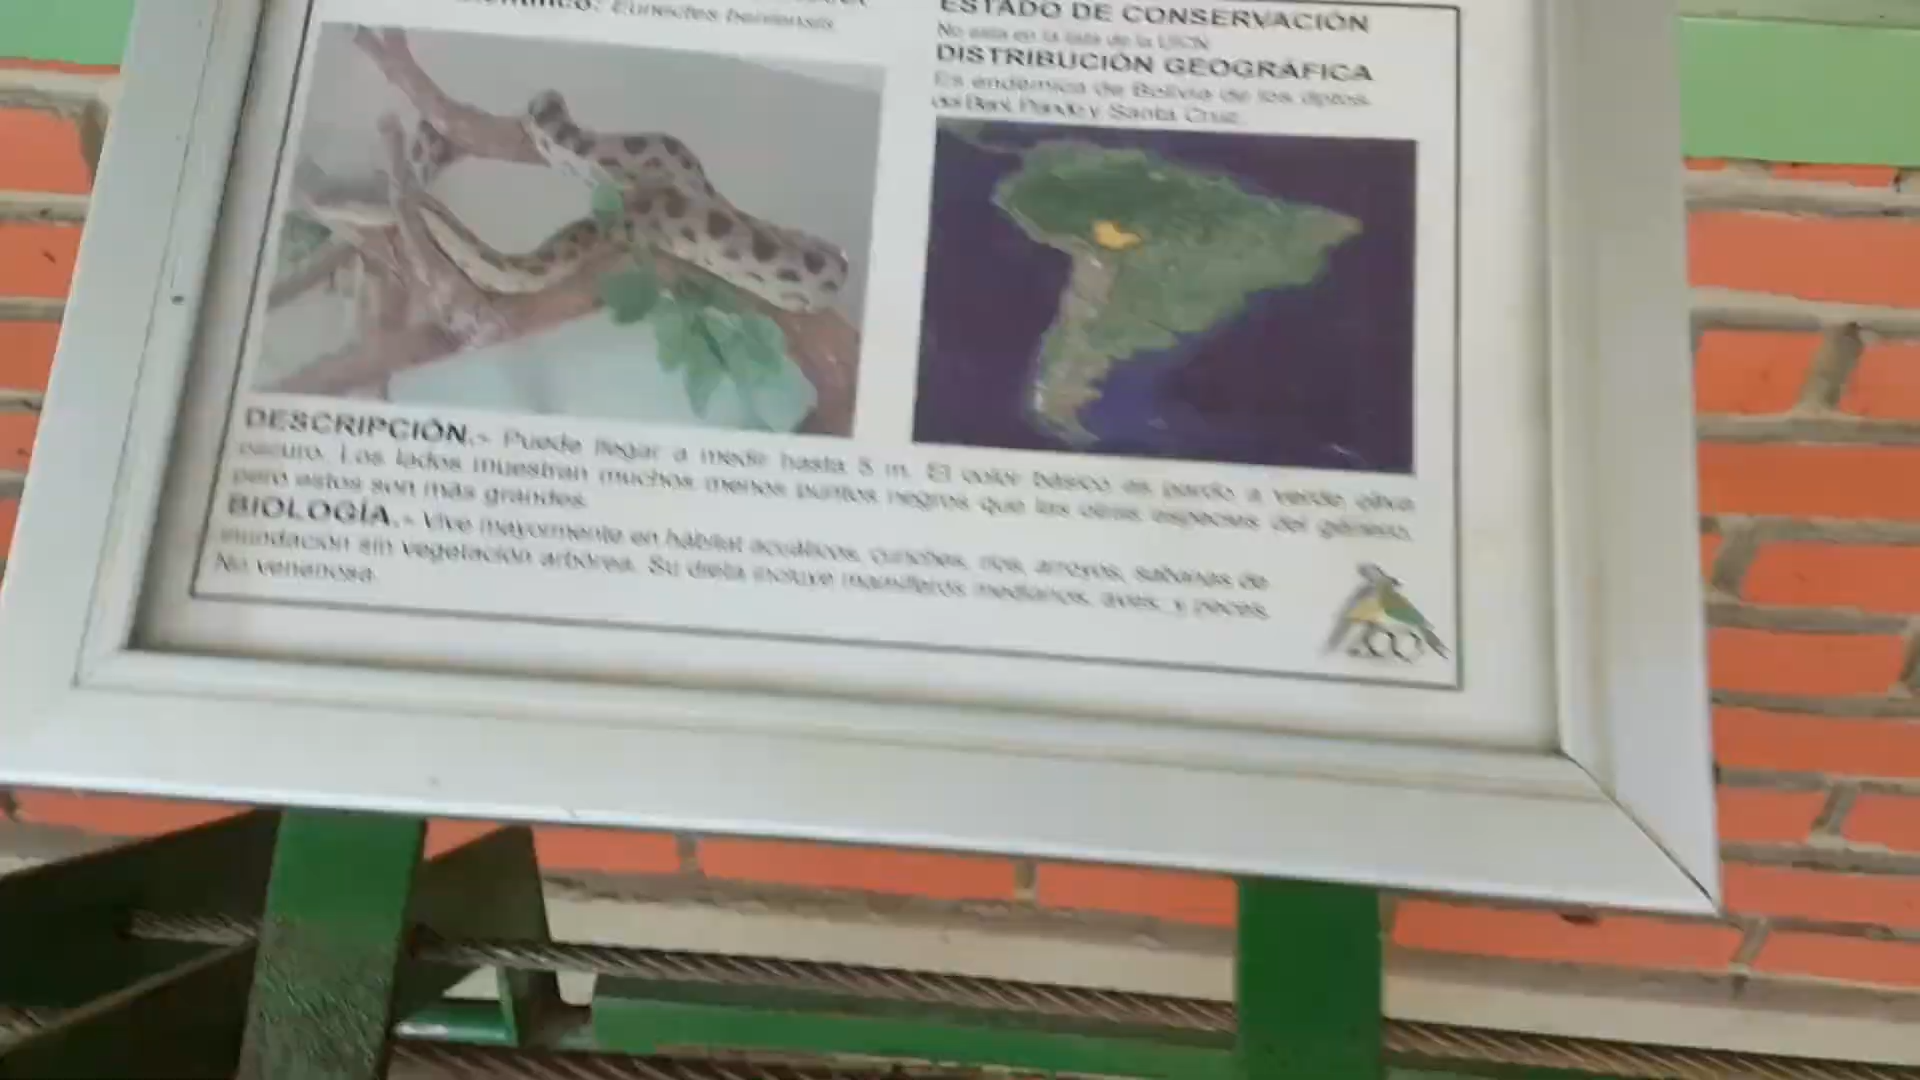 Eunectes beniensis
ESTADO DE CONSERVACIÓN
No esta en la lista de la UICN
DISTRIBUCIÓN GEOGRÁFICA
Es endémica de Bolivia de los dptos.
del Beni, Pando y Santa Cruz.
DESCRIPCIÓN.- Puede llegar a medir hasta 5 m. El color básico es pardo a verde oliva
oscuro. Los lados muestran muchos menos puntos negros que las otras especies del género,
pero estos son más grandes.
BIOLOGÍA.- Vive mayormente en hábitat acuáticos, curiches, ríos, arroyos, sabanas de
inundación sin vegetación arbórea. Su dieta incluye mamíferos medianos, aves, y peces.
No venenosa.
ZOO